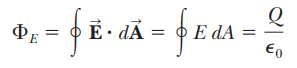 Φ_E = ∮ E⃗ · dA⃗ = ∮ E dA = Q/ϵ₀